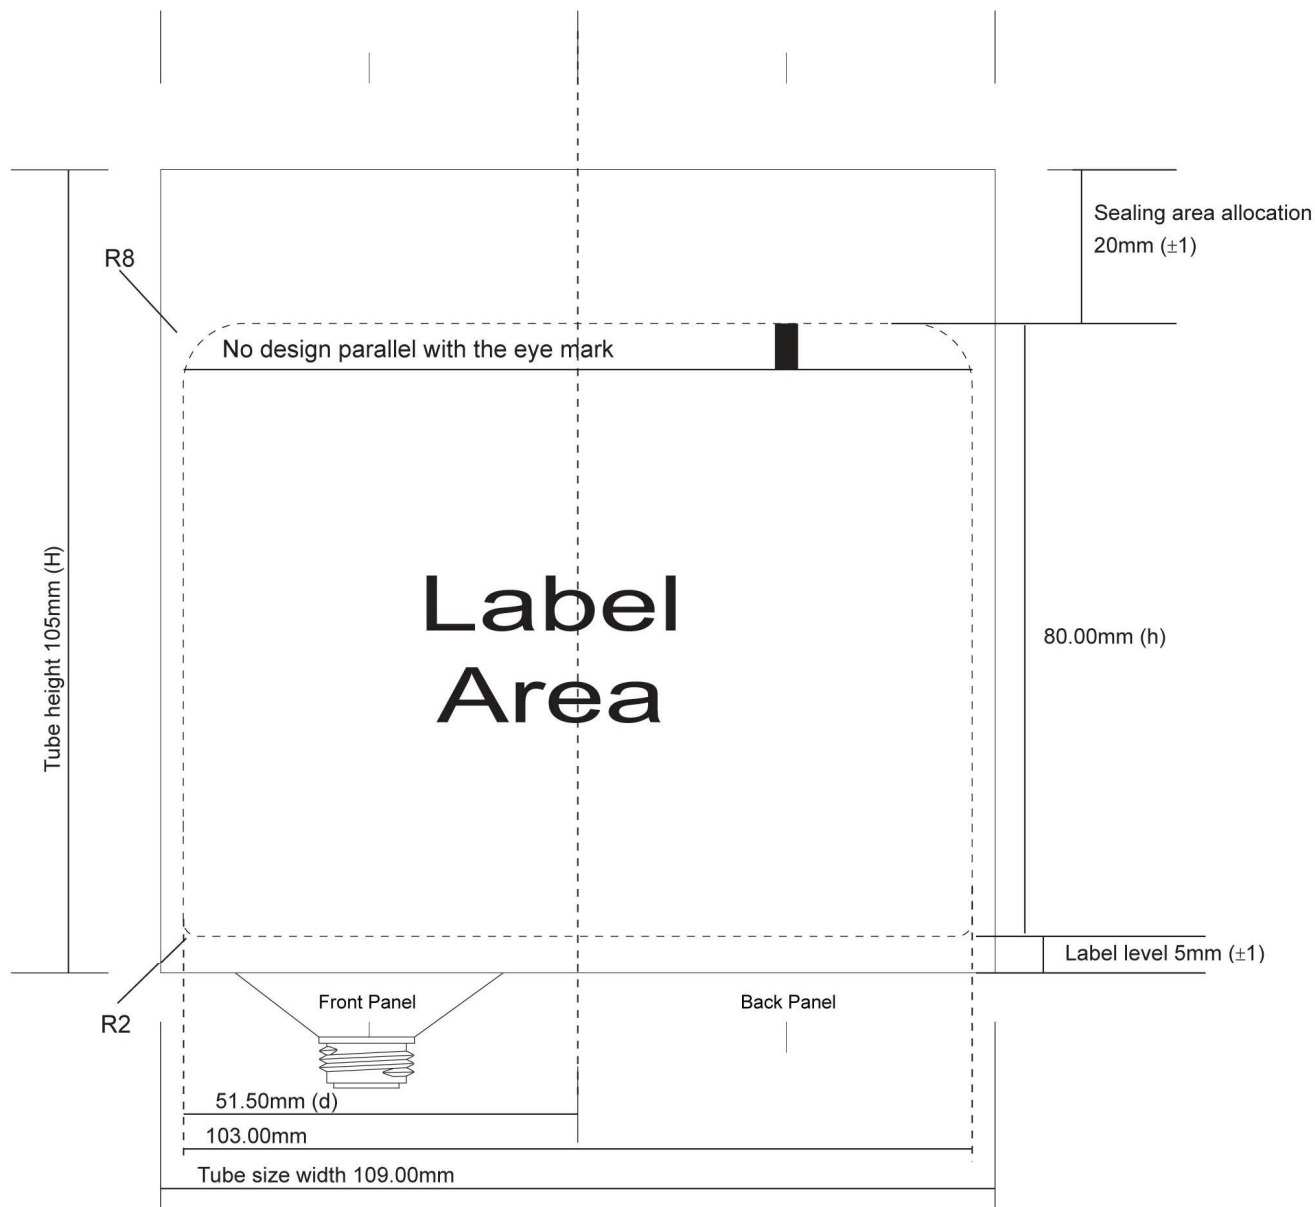 Sealing area allocation
20mm (±1)
R8
No design parallel with the eye mark
Label
Area
Tube height 105mm (H)
80.00mm (h)
Label level 5mm (±1)
Front Panel
Back Panel
R2
51.50mm (d)
103.00mm
Tube size width 109.00mm